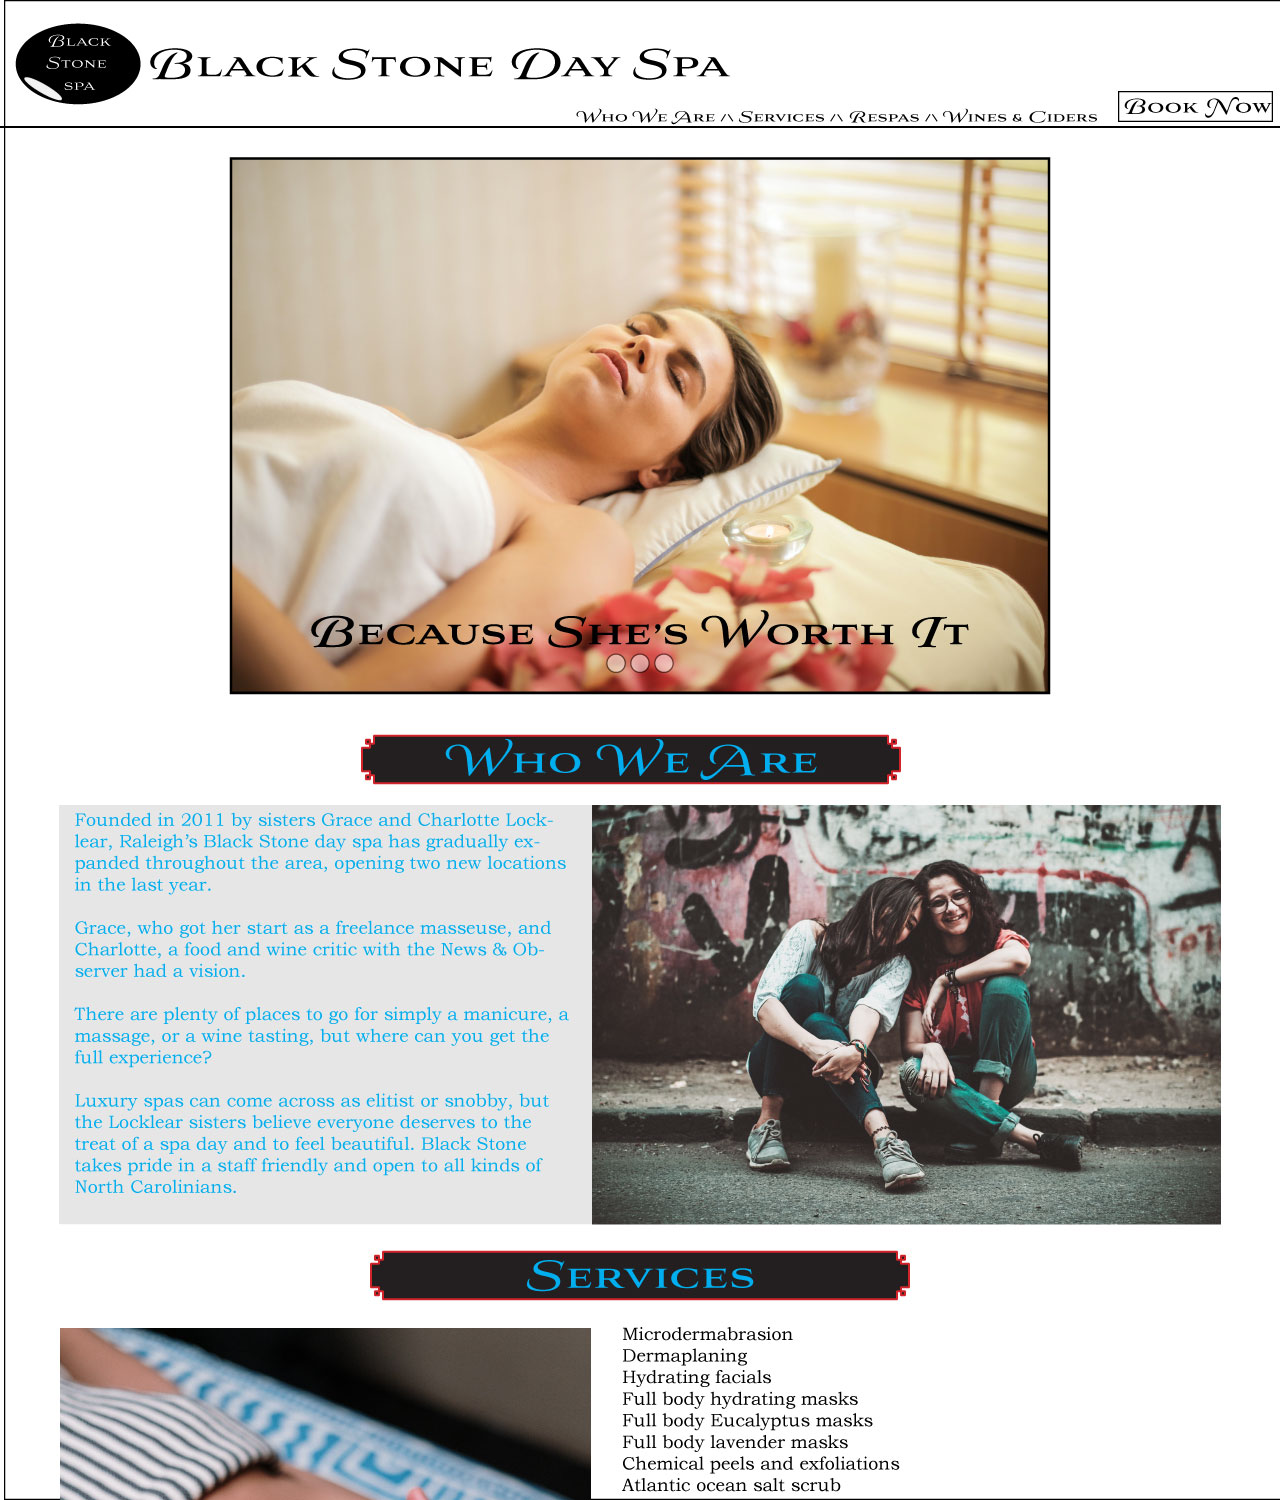 Black
Stone
spa
Black Stone Day Spa
Who We Are /\ Services /\ Respas /\ Wines & Ciders
Book Now
Because She's Worth It
Who We Are
Founded in 2011 by sisters Grace and Charlotte Lock-
lear, Raleigh's Black Stone day spa has gradually ex-
panded throughout the area, opening two new locations
in the last year.
Grace, who got her start as a freelance masseuse, and
Charlotte, a food and wine critic with the News & Ob-
server had a vision.
There are plenty of places to go for simply a manicure, a
massage, or a wine tasting, but where can you get the
full experience?
Luxury spas can come across as elitist or snobby, but
the Locklear sisters believe everyone deserves to the
treat of a spa day and to feel beautiful. Black Stone
takes pride in a staff friendly and open to all kinds of
North Carolinians.
Services
Microdermabrasion
Dermaplaning
Hydrating facials
Full body hydrating masks
Full body Eucalyptus masks
Full body lavender masks
Chemical peels and exfoliations
Atlantic ocean salt scrub